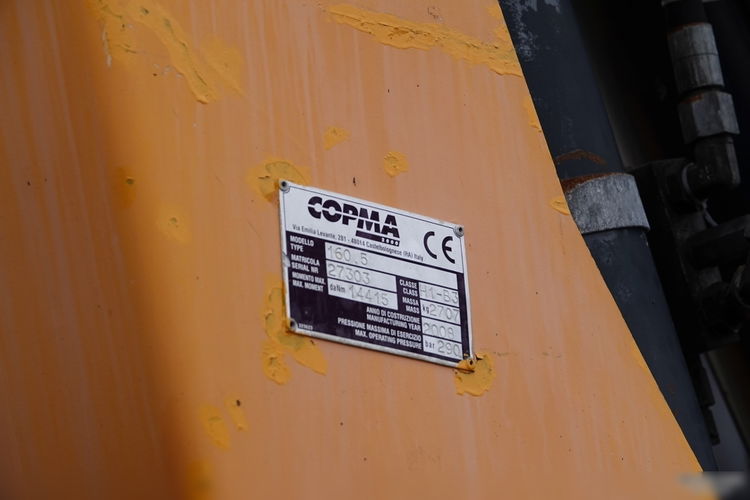 COPMA
2000
Via Emilia Levante, 281 - 48014 Castelbolognese (RA) Italy
CE
MODELLO
TYPE
160.5
MATRICOLA
SERIAL NR
27303
CLASSE
CLASS
H1-B3
MOMENTO MAX.
MAX. MOMENT
daNm
14415
MASSA
MASS
kg
2707
ANNO DI COSTRUZIONE
MANUFACTURING YEAR
2008
PRESSIONE MASSIMA DI ESERCIZIO
MAX. OPERATING PRESSURE
bar
290